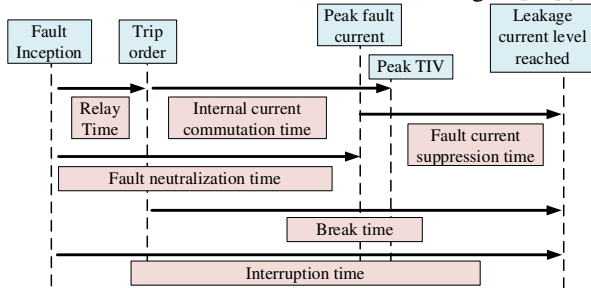 Fault
Inception
Trip
order
Peak fault
current
Leakage
current level
reached
Peak TIV
Relay
Time
Internal current
commutation time
Fault current
suppression time
Fault neutralization time
Break time
Interruption time